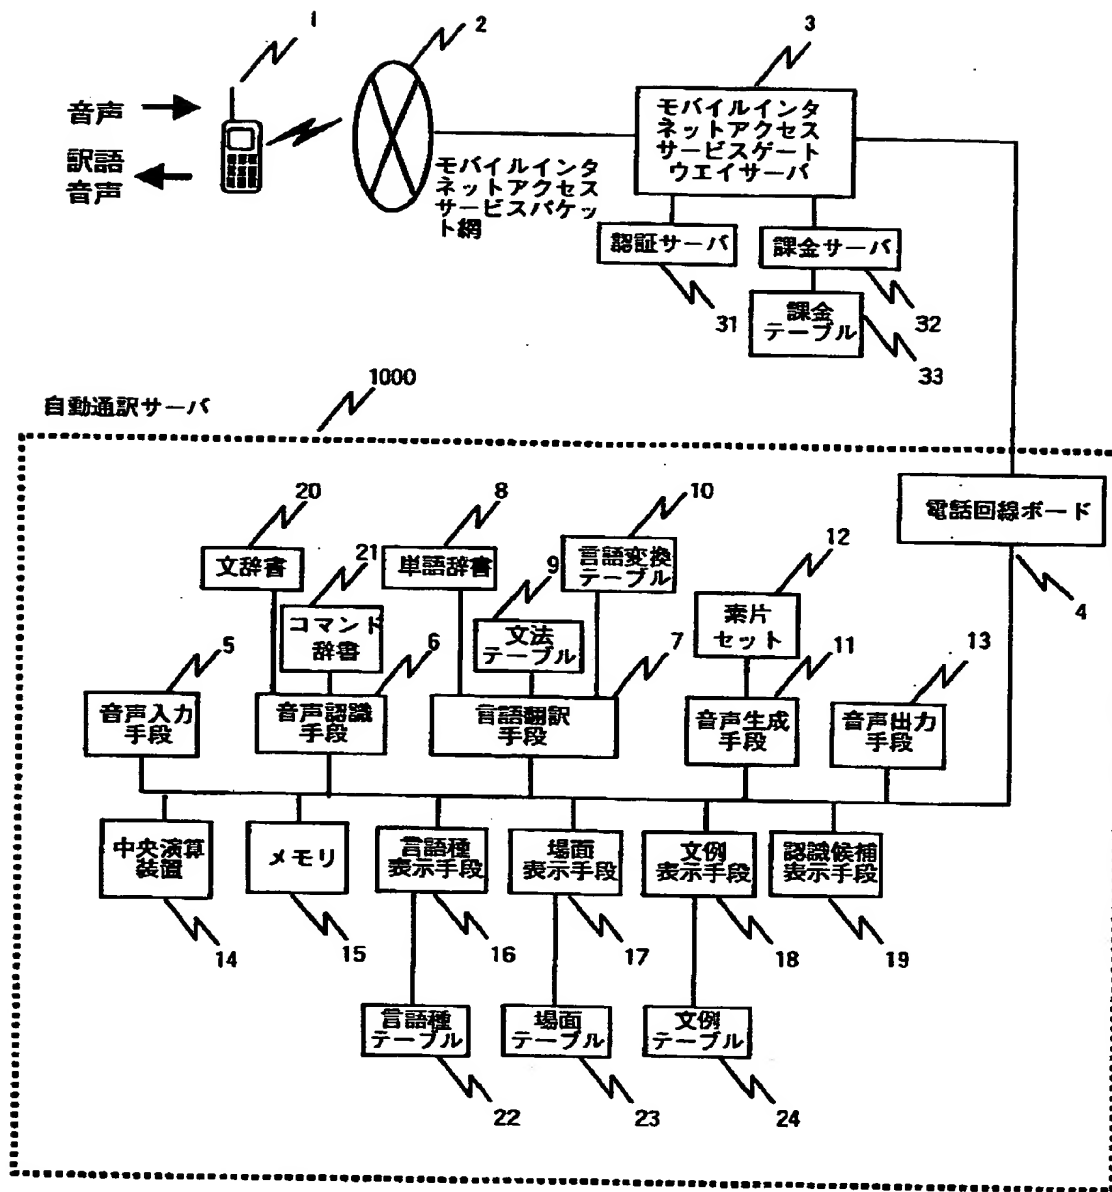 1
2
3
音声
訳語
音声
モバイルインタ
ネットアクセス
サービスパケッ
ト網
モバイルインタ
ネットアクセス
サービスゲート
ウエイサーバ
認証サーバ
課金サーバ
31
32
課金
テーブル
33
1000
自動通訳サーバ
電話回線ボード
4
20
8
10
文辞書
21
単語辞書
9
言語変換
テーブル
12
コマンド
辞書
文法
テーブル
素片
セット
5
6
7
11
13
音声入力
手段
音声認識
手段
言語翻訳
手段
音声生成
手段
音声出力
手段
中央演算
装置
メモリ
言語種
表示手段
場面
表示手段
文例
表示手段
認識候補
表示手段
14
15
16
17
18
19
言語種
テーブル
場面
テーブル
文例
テーブル
22
23
24